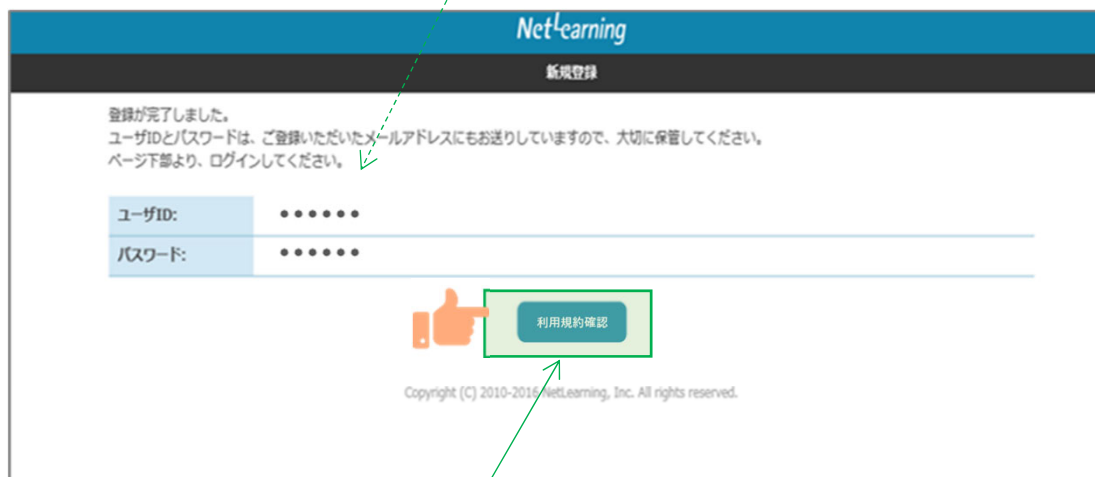 NetLearning
新規登録
登録が完了しました。
ユーザIDとパスワードは、ご登録いただいたメールアドレスにもお送りしていますので、大切に保管してください。
ページ下部より、ログインしてください。
ユーザID: ●●●●●●
パスワード: ●●●●●●
利用規約確認
Copyright (C) 2010-2016 NetLearning, Inc. All rights reserved.